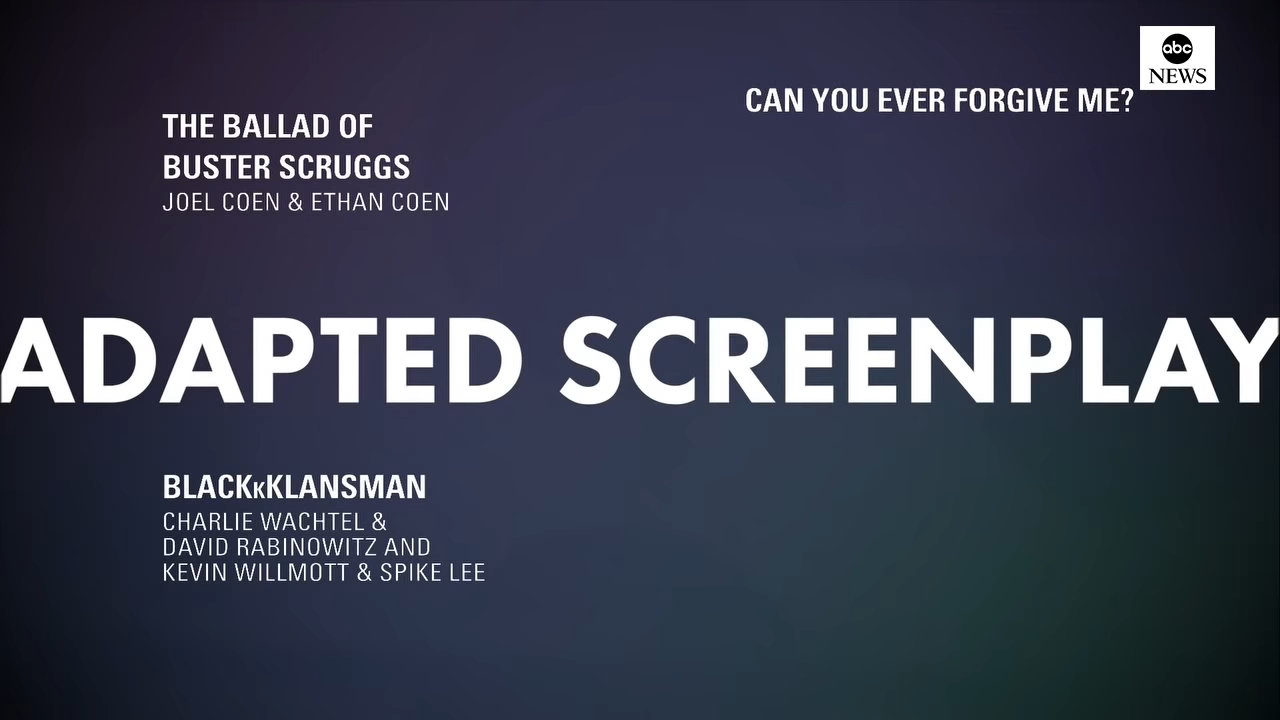 abc
NEWS
THE BALLAD OF
BUSTER SCRUGGS
JOEL COEN & ETHAN COEN
CAN YOU EVER FORGIVE ME?
ADAPTED SCREENPLAY
BLACKKKLANSMAN
CHARLIE WACHTEL &
DAVID RABINOWITZ AND
KEVIN WILLMOTT & SPIKE LEE